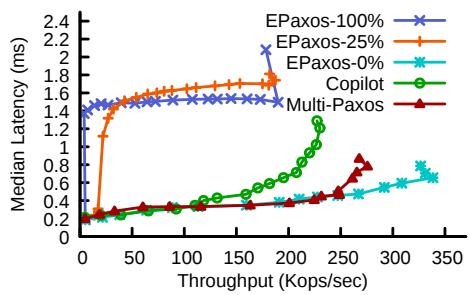 2.4
2.2
2
1.8
1.6
1.4
1.2
1
0.8
0.6
0.4
0.2
0
Median Latency (ms)
EPaxos-100%
EPaxos-25%
EPaxos-0%
Copilot
Multi-Paxos
0 50 100 150 200 250 300 350
Throughput (Kops/sec)